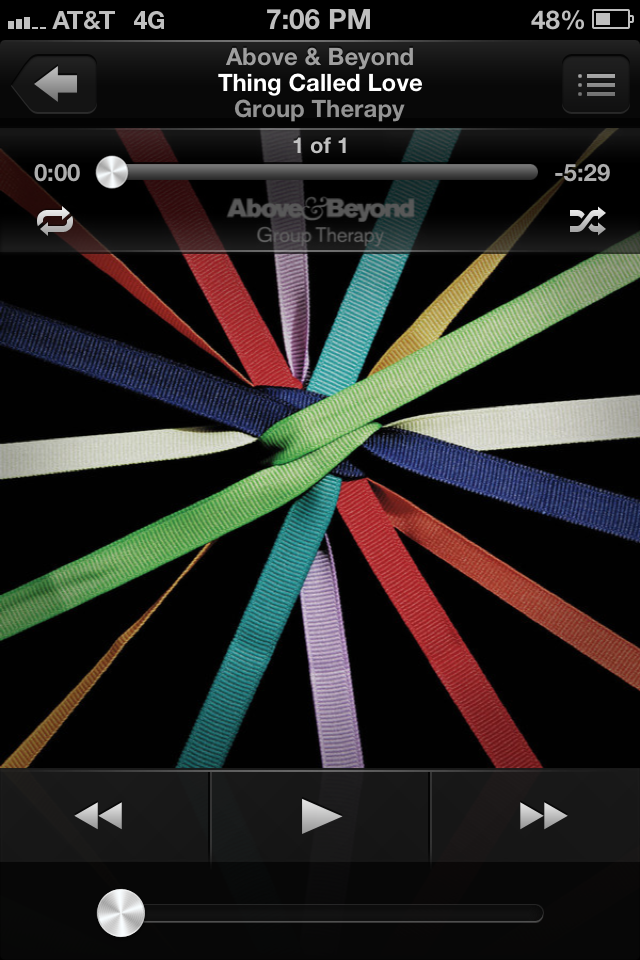 AT&T 4G 7:06 PM 48%
Above & Beyond
Thing Called Love
Group Therapy
1 of 1
0:00 -5:29
Above & Beyond
Group Therapy